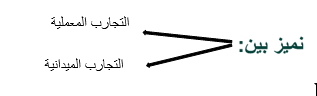 التجارب المعملية
نميز بين:
التجارب الميدانية